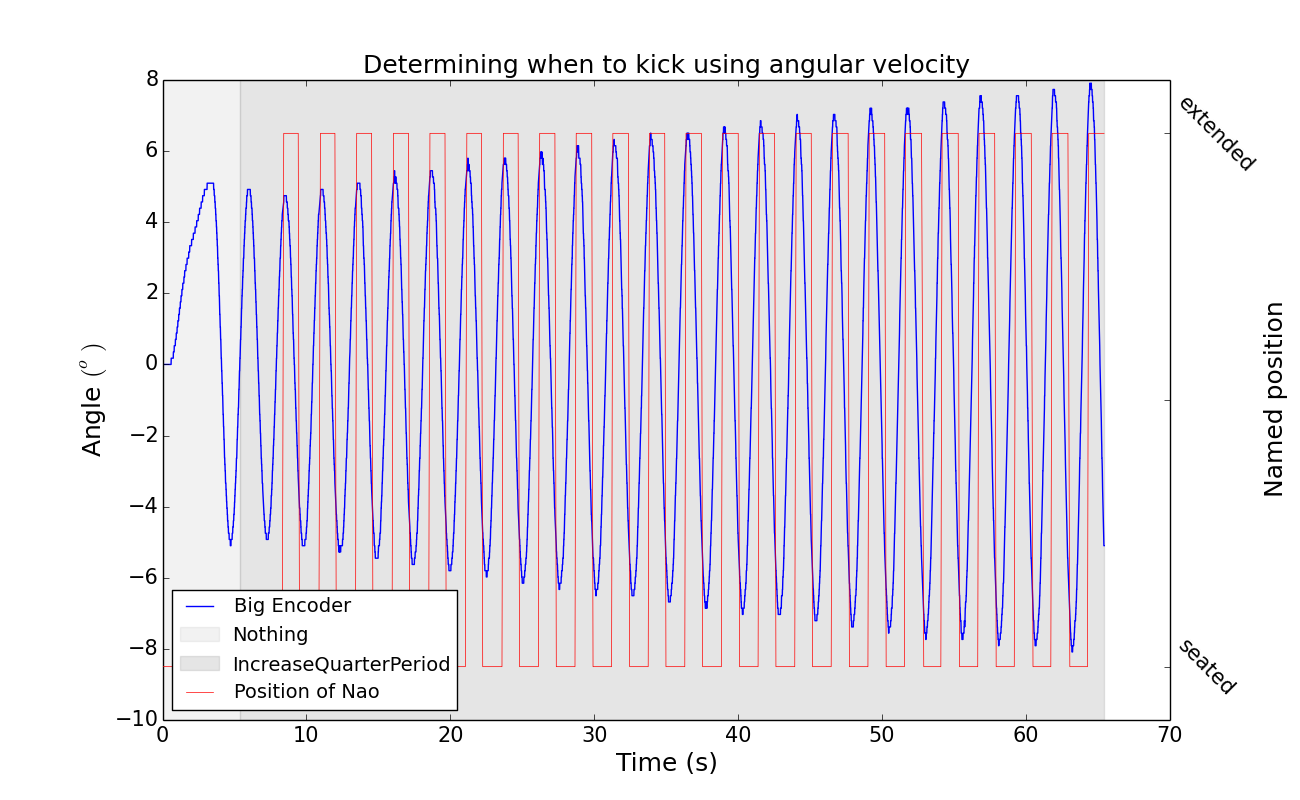 Determining when to kick using angular velocity
8
6
4
2
0
−2
−4
−6
−8
−10
Angle (º)
0 10 20 30 40 50 60 70
Time (s)
extended
seated
Named position
Big Encoder
Nothing
IncreaseQuarterPeriod
Position of Nao